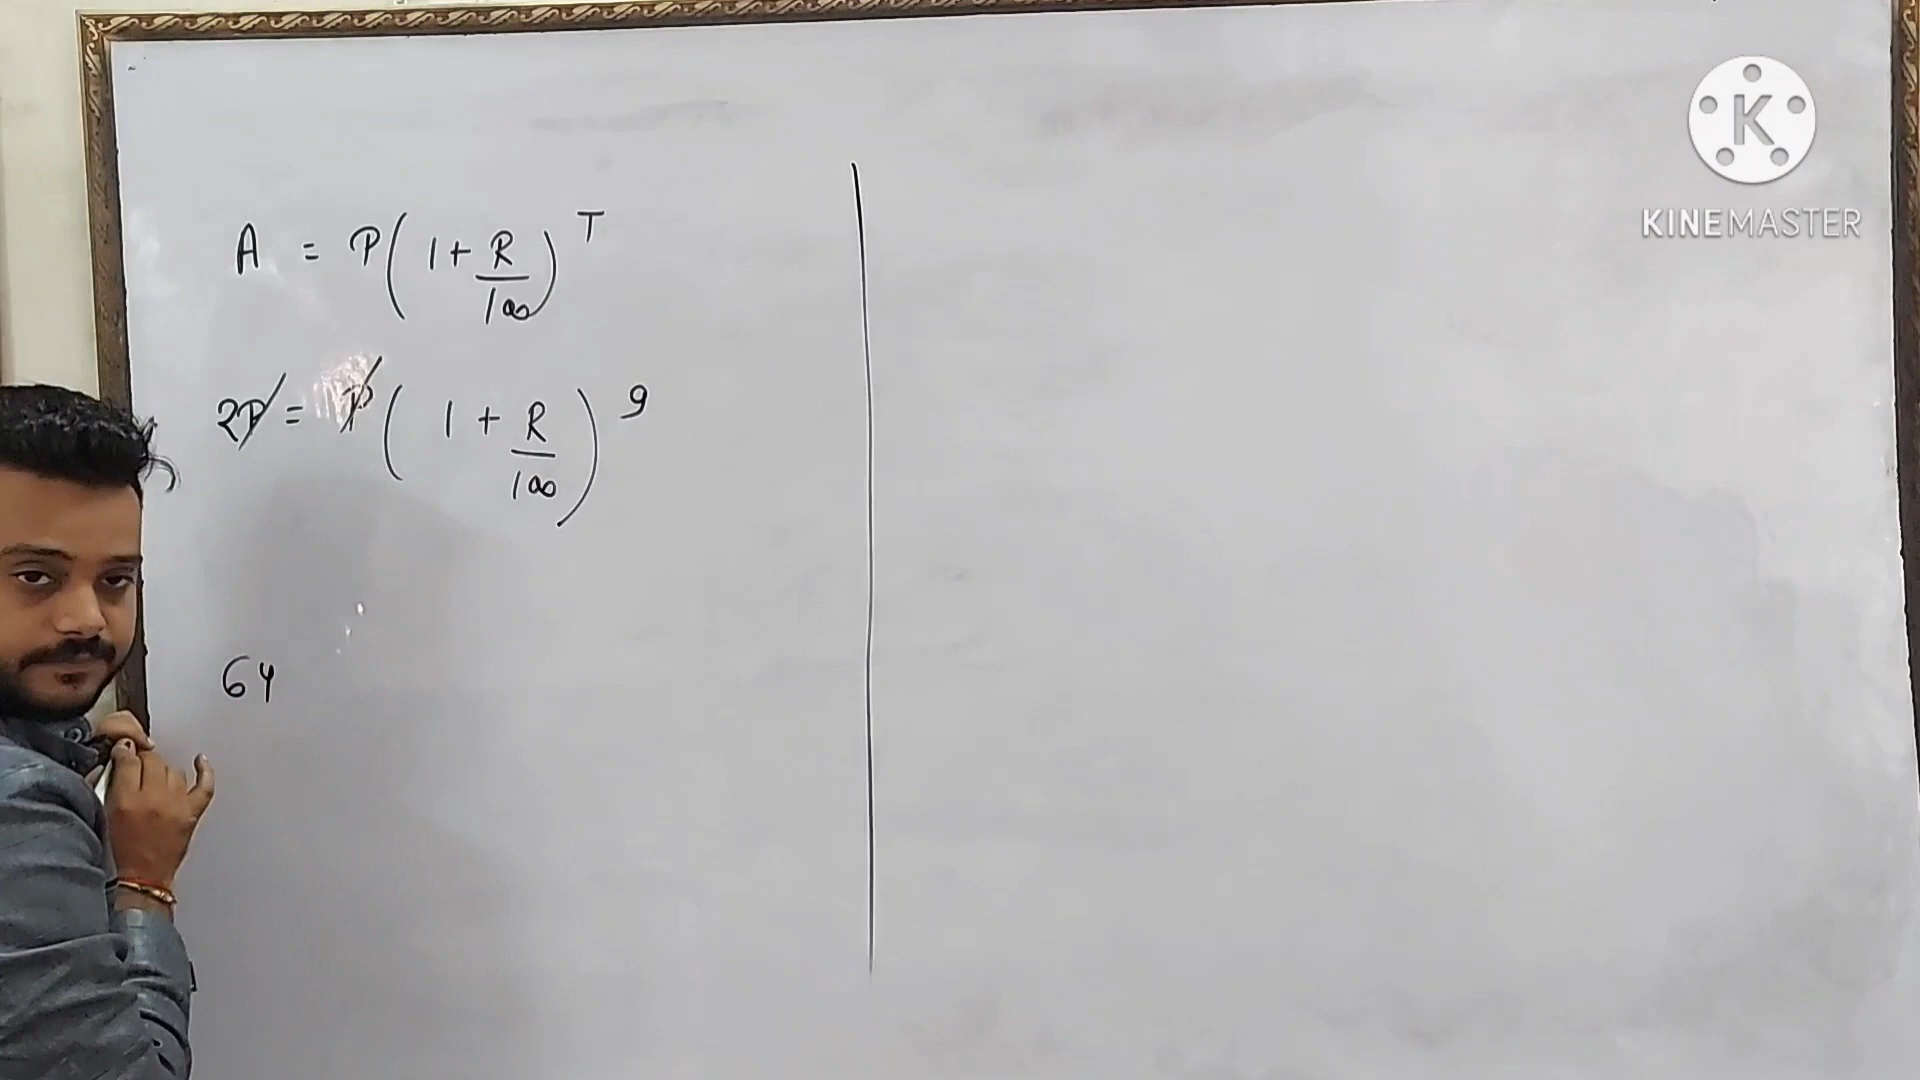 A = P(1+R/100)^T
2P = P(1+R/100)^9
64
K
KINEMASTER